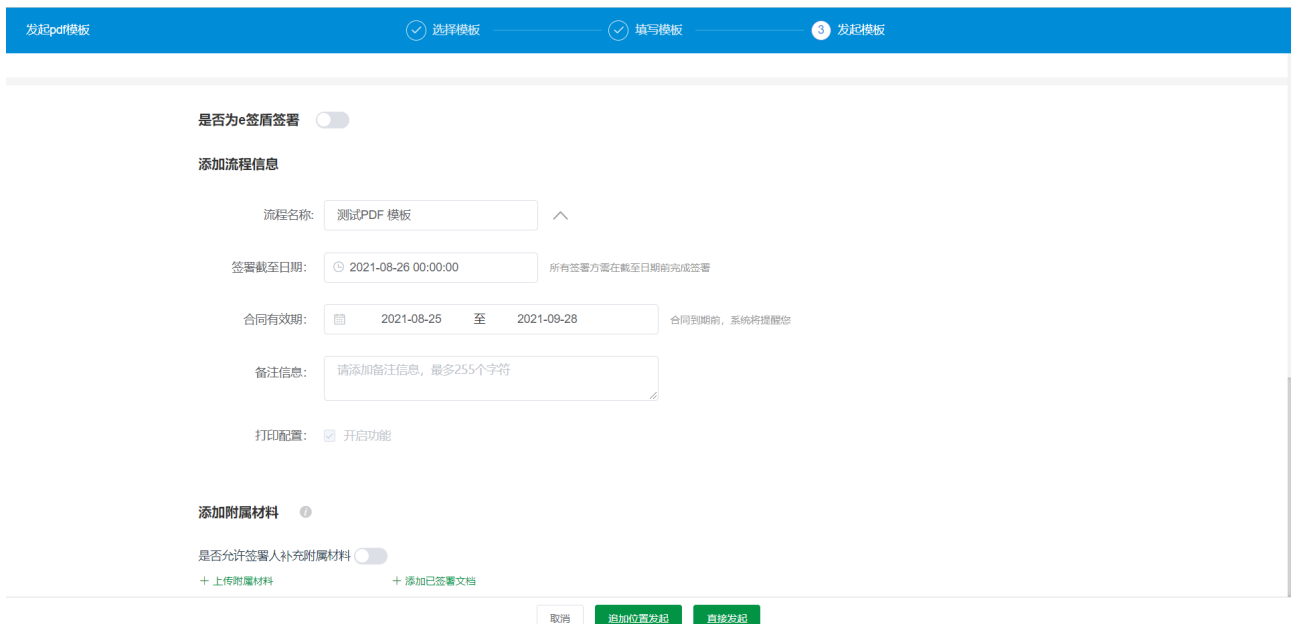 发起pdf模板 选择模板 填写模板 3 发起模板
是否为e签盾签署
添加流程信息
流程名称: 测试PDF 模板
签署截至日期: 2021-08-26 00:00:00 所有签署方需在截至日期前完成签署
合同有效期: 2021-08-25 至 2021-09-28 合同到期前，系统将提醒您
备注信息: 请添加备注信息，最多255个字符
打印配置: 开启功能
添加附属材料 i
是否允许签署人补充附属材料
+ 上传附属材料 + 添加已签署文档
取消 追加位置发起 直接发起